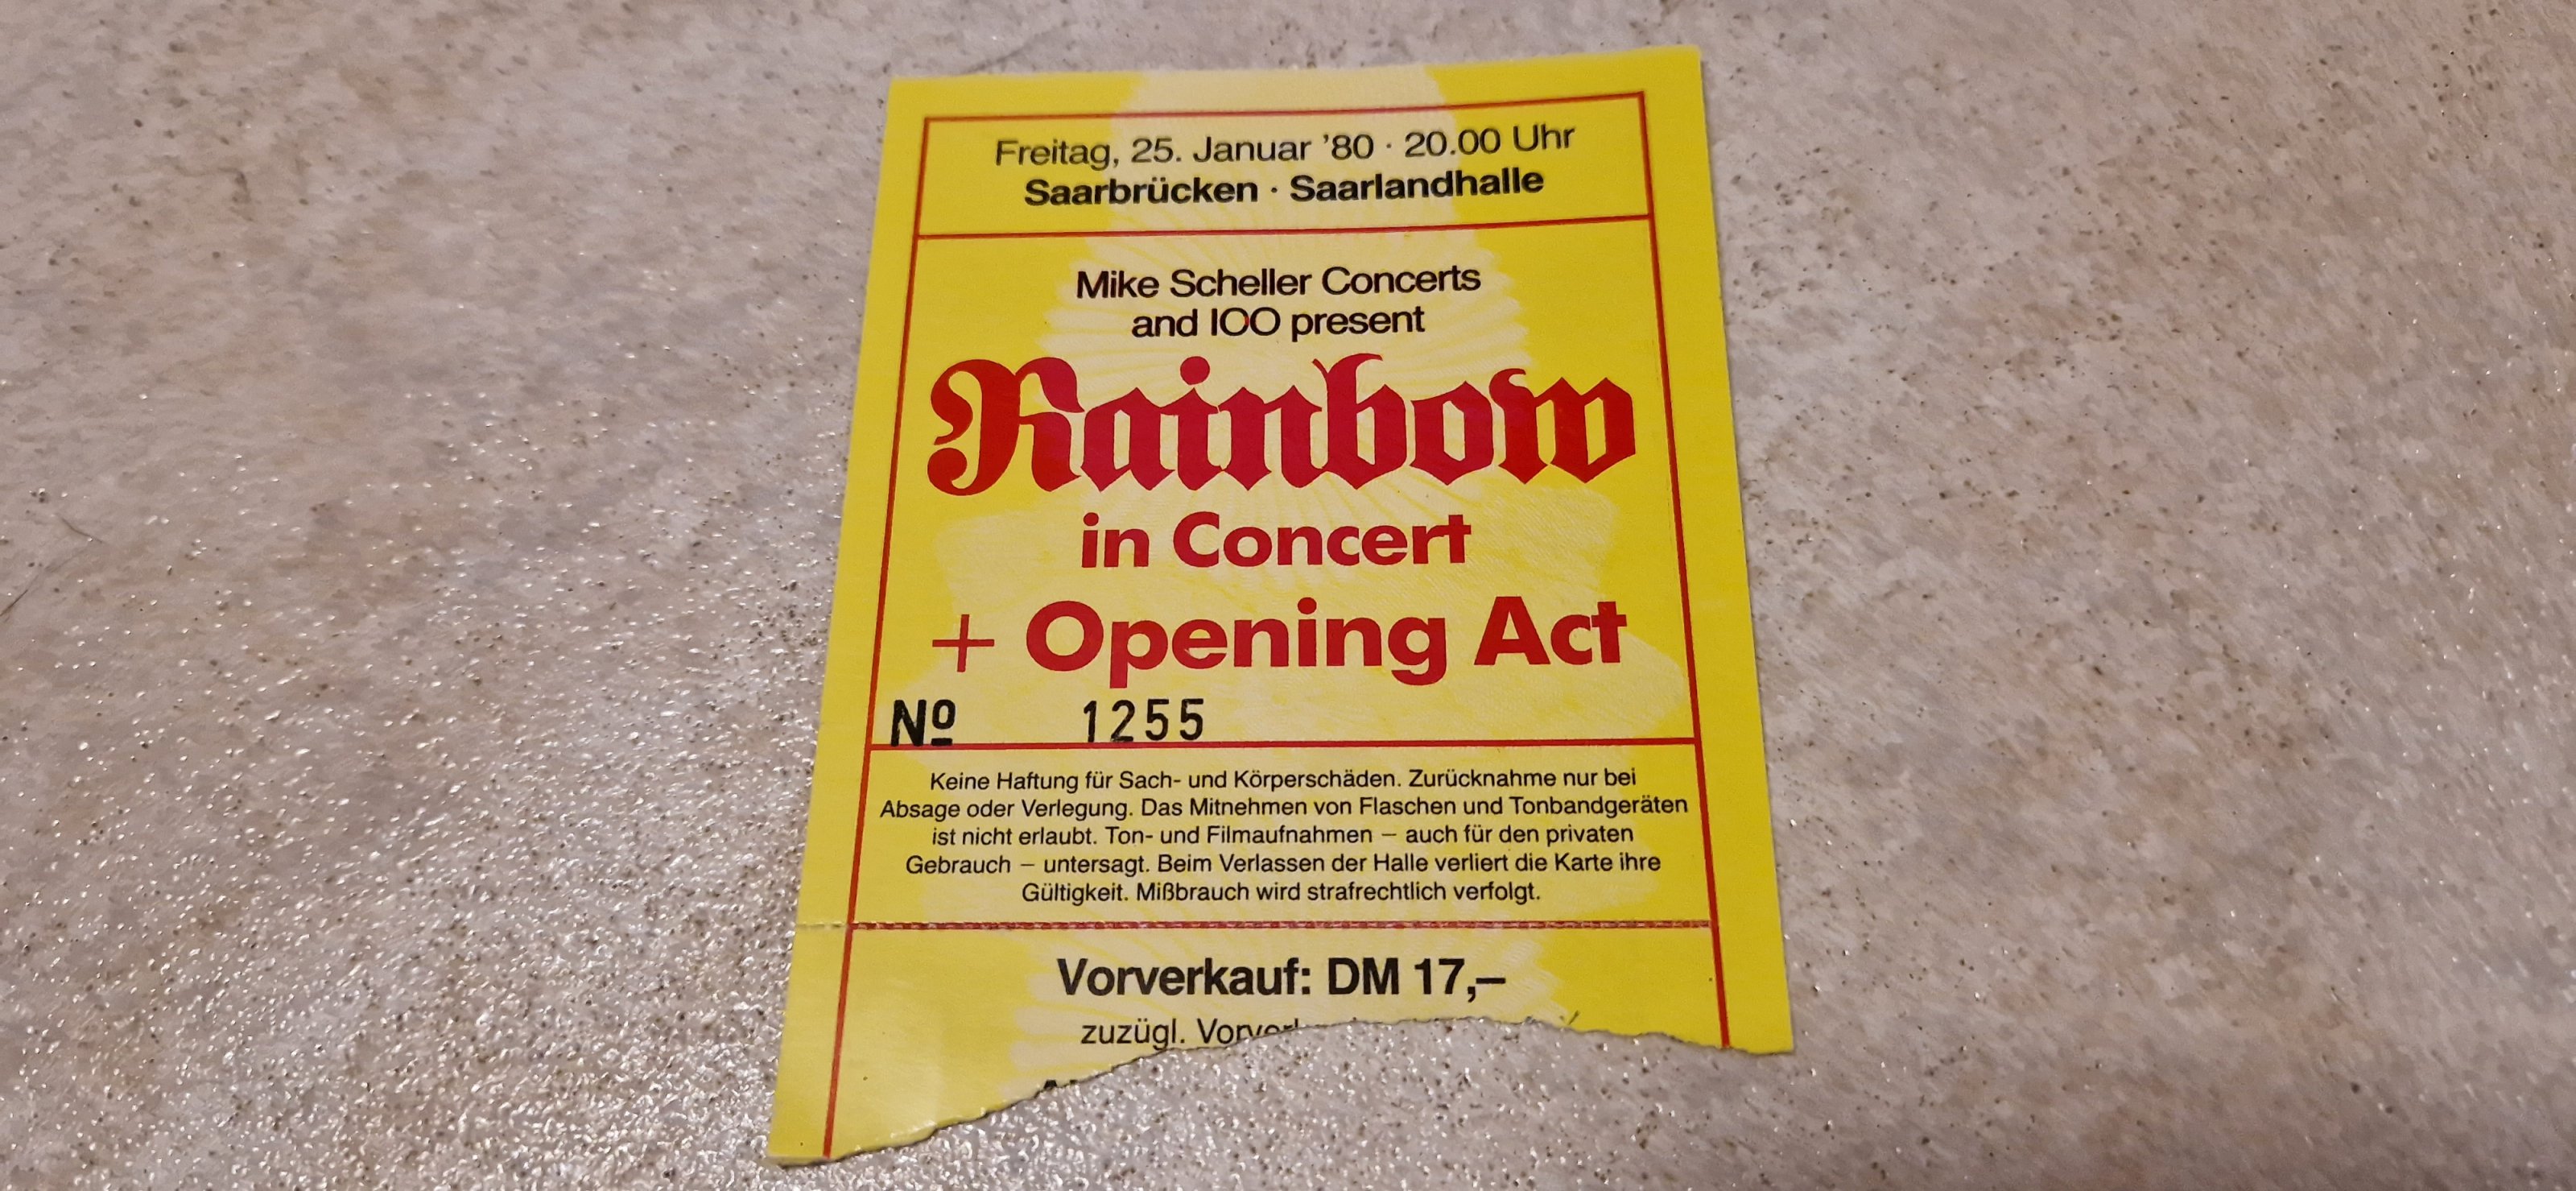 Freitag, 25. Januar '80 · 20.00 Uhr
Saarbrücken · Saarlandhalle
Mike Scheller Concerts
and IOO present
Rainbow
in Concert
+ Opening Act
Nº 1255
Keine Haftung für Sach- und Körperschäden. Zurücknahme nur bei
Absage oder Verlegung. Das Mitnehmen von Flaschen und Tonbandgeräten
ist nicht erlaubt. Ton- und Filmaufnahmen – auch für den privaten
Gebrauch – untersagt. Beim Verlassen der Halle verliert die Karte ihre
Gültigkeit. Mißbrauch wird strafrechtlich verfolgt.
Vorverkauf: DM 17,–
zuzügl.